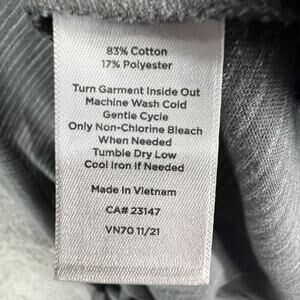 83% Cotton
17% Polyester
Turn Garment Inside Out
Machine Wash Cold
Gentle Cycle
Only Non-Chlorine Bleach
When Needed
Tumble Dry Low
Cool Iron if Needed
Made in Vietnam
CA# 23147
VN70 11/21